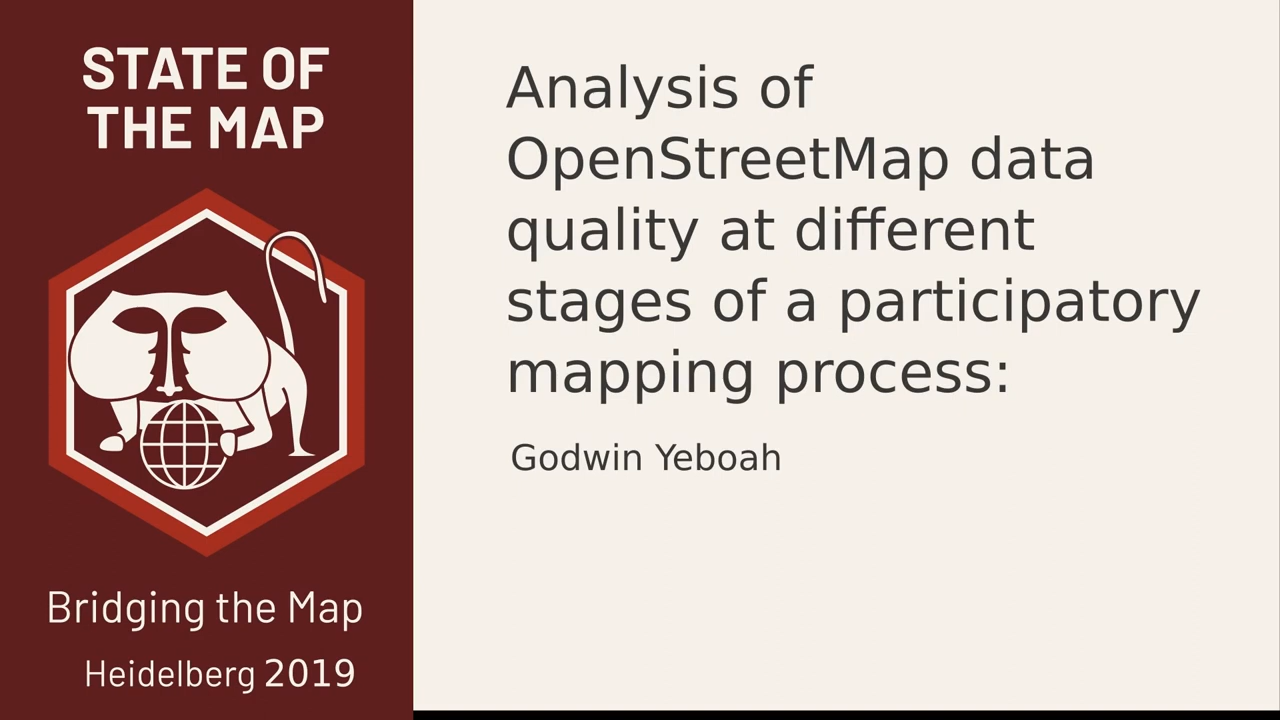 STATE OF
THE MAP
Bridging the Map
Heidelberg 2019
Analysis of
OpenStreetMap data
quality at different
stages of a participatory
mapping process:
Godwin Yeboah